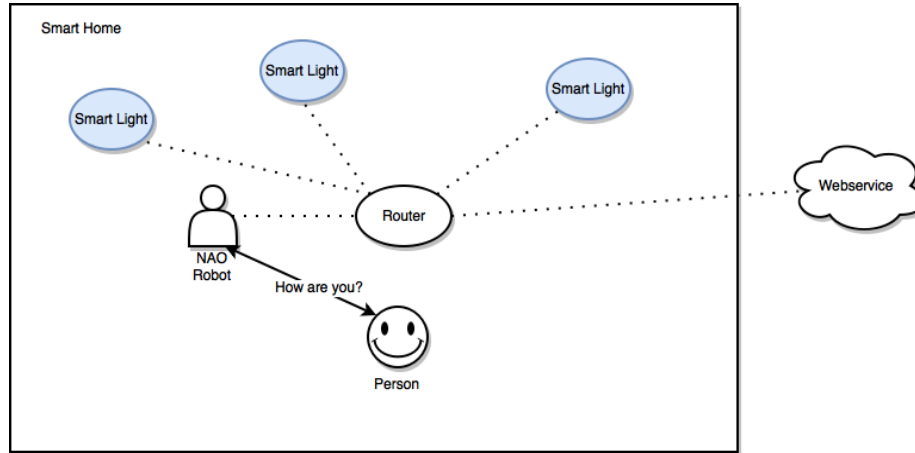 Smart Home
Smart Light
Smart Light
Smart Light
Webservice
Router
NAO
Robot
How are you?
Person